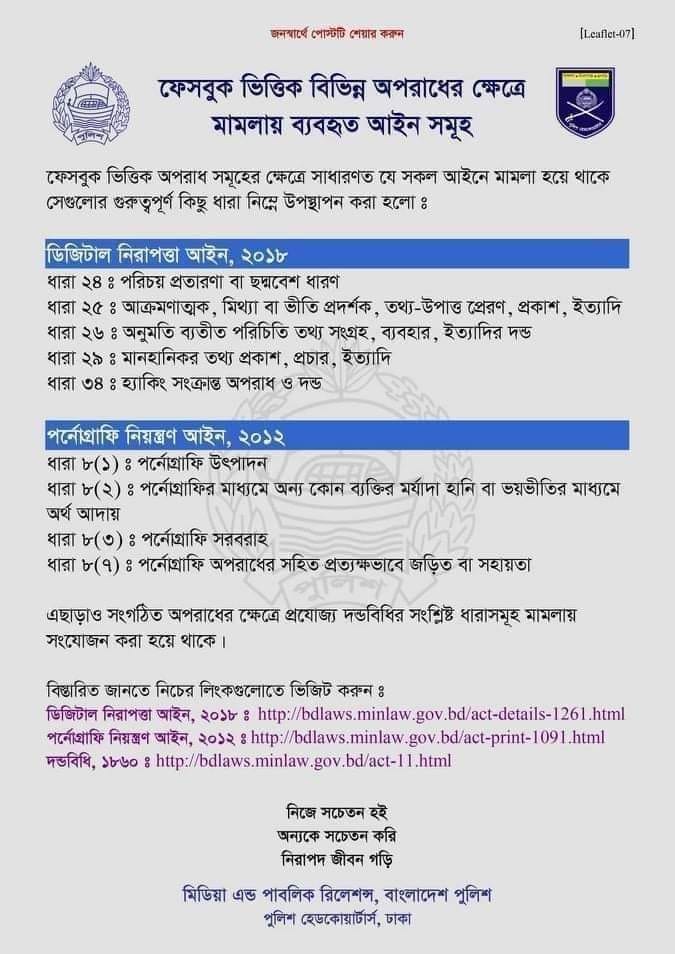 জনস্বার্থে পোস্টটি শেয়ার করুন
[Leaflet-07]
ফেসবুক ভিত্তিক বিভিন্ন অপরাধের ক্ষেত্রে
মামলায় ব্যবহৃত আইন সমূহ
পুলিশ
ফেসবুক ভিত্তিক অপরাধ সমূহের ক্ষেত্রে সাধারণত যে সকল আইনে মামলা হয়ে থাকে
সেগুলোর গুরুত্বপূর্ণ কিছু ধারা নিম্নে উপস্থাপন করা হলো ঃ
ডিজিটাল নিরাপত্তা আইন, ২০১৮
ধারা ২৪ ঃ পরিচয় প্রতারণা বা ছদ্মবেশ ধারণ
ধারা ২৫ ঃ আক্রমণাত্মক, মিথ্যা বা ভীতি প্রদর্শক, তথ্য-উপাত্ত প্রেরণ, প্রকাশ, ইত্যাদি
ধারা ২৬ ঃ অনুমতি ব্যতীত পরিচিতি তথ্য সংগ্রহ, ব্যবহার, ইত্যাদির দন্ড
ধারা ২৯ ঃ মানহানিকর তথ্য প্রকাশ, প্রচার, ইত্যাদি
ধারা ৩৪ ঃ হ্যাকিং সংক্রান্ত অপরাধ ও দন্ড
পর্নোগ্রাফি নিয়ন্ত্রণ আইন, ২০১২
ধারা ৮(১) ঃ পর্নোগ্রাফি উৎপাদন
ধারা ৮(২) ঃ পর্নোগ্রাফির মাধ্যমে অন্য কোন ব্যক্তির মর্যাদা হানি বা ভয়ভীতির মাধ্যমে
অর্থ আদায়
ধারা ৮(৩) ঃ পর্নোগ্রাফি সরবরাহ
ধারা ৮(৭) ঃ পর্নোগ্রাফি অপরাধের সহিত প্রত্যক্ষভাবে জড়িত বা সহায়তা
পুলিশ
এছাড়াও সংগঠিত অপরাধের ক্ষেত্রে প্রযোজ্য দন্ডবিধির সংশ্লিষ্ট ধারাসমূহ মামলায়
সংযোজন করা হয়ে থাকে।
বিস্তারিত জানতে নিচের লিংকগুলোতে ভিজিট করুন ঃ
ডিজিটাল নিরাপত্তা আইন, ২০১৮ ঃ http://bdlaws.minlaw.gov.bd/act-details-1261.html
পর্নোগ্রাফি নিয়ন্ত্রণ আইন, ২০১২ ঃ http://bdlaws.minlaw.gov.bd/act-print-1091.html
দন্ডবিধি, ১৮৬০ ঃ http://bdlaws.minlaw.gov.bd/act-11.html
নিজে সচেতন হই
অন্যকে সচেতন করি
নিরাপদ জীবন গড়ি
মিডিয়া এন্ড পাবলিক রিলেশন্স, বাংলাদেশ পুলিশ
পুলিশ হেডকোয়ার্টার্স, ঢাকা